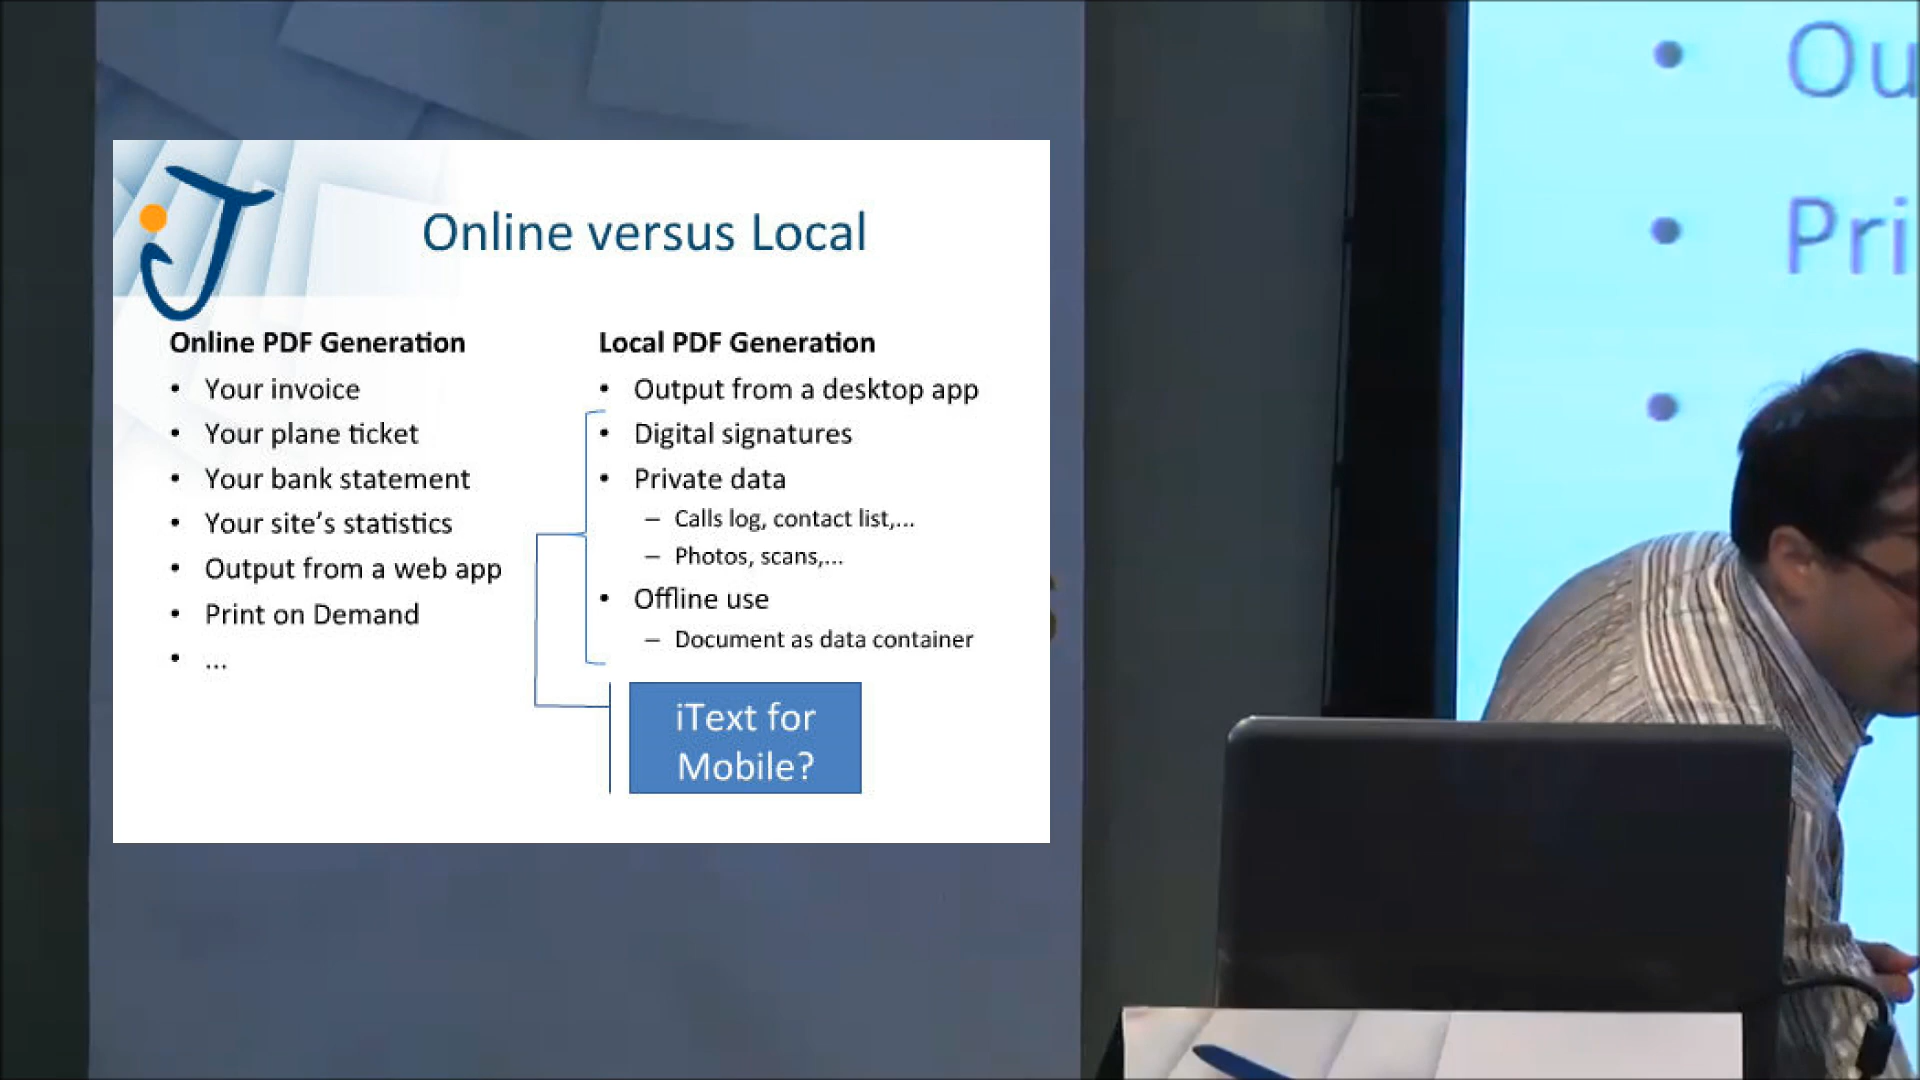 Online versus Local
Online PDF Generation
• Your invoice
• Your plane ticket
• Your bank statement
• Your site's statistics
• Output from a web app
• Print on Demand
• ...
Local PDF Generation
• Output from a desktop app
• Digital signatures
• Private data
– Calls log, contact list,...
– Photos, scans,...
• Offline use
– Document as data container
iText for
Mobile?
• Ou
• Pri